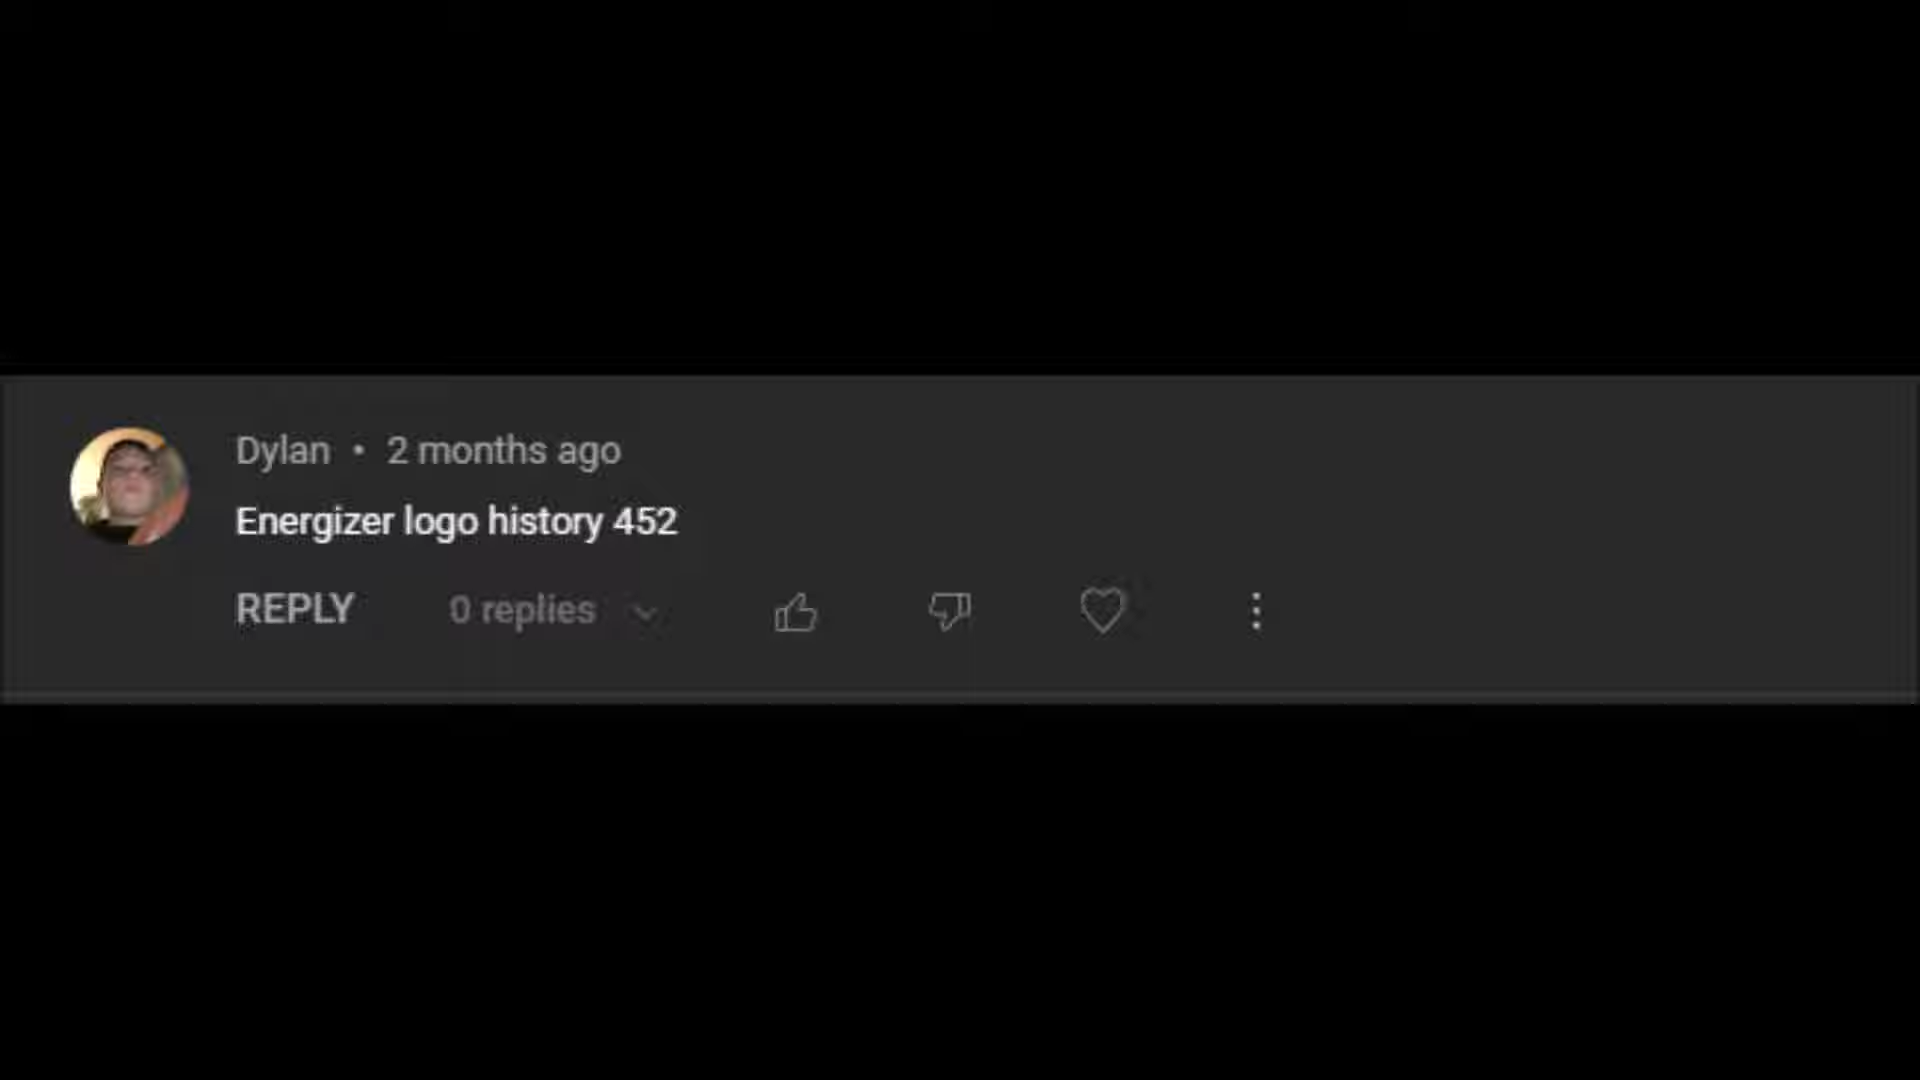 Dylan • 2 months ago
Energizer logo history 452
REPLY 0 replies